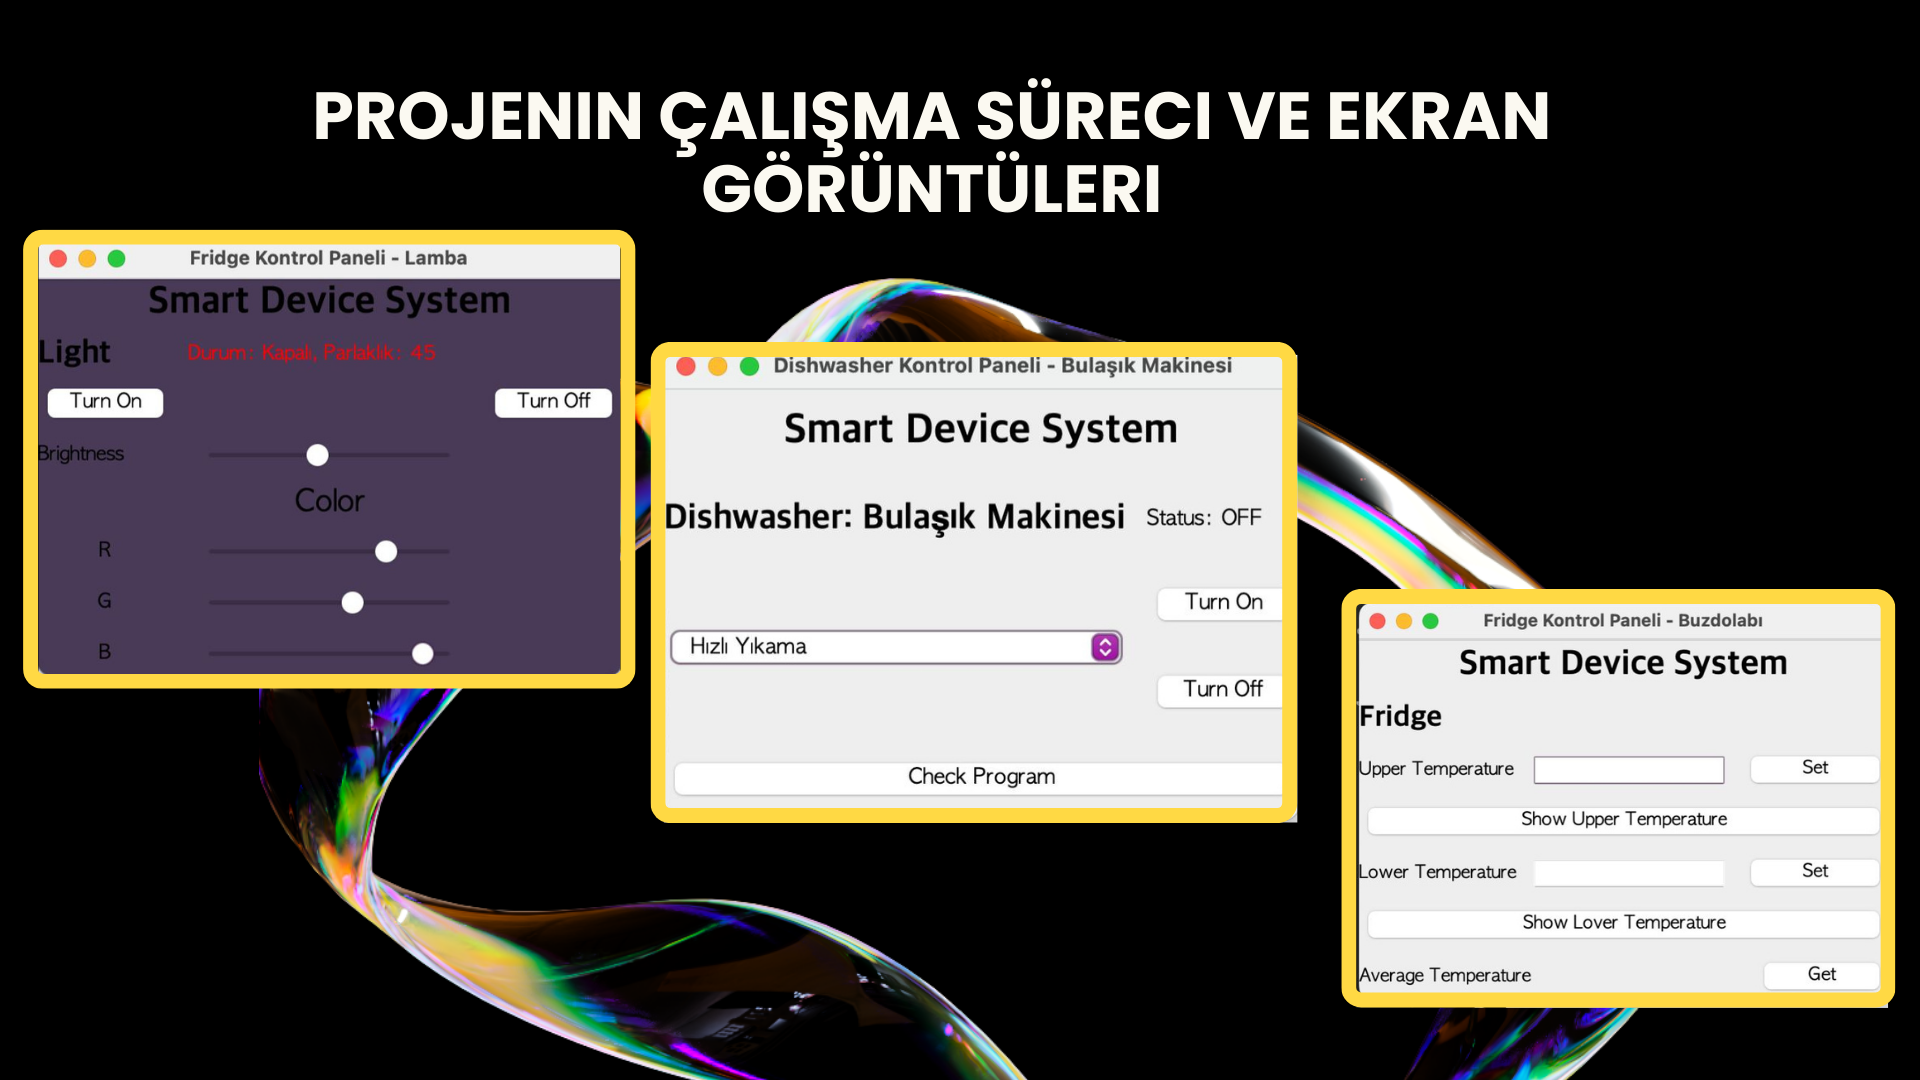 PROJENIN ÇALIŞMA SÜRECI VE EKRAN
GÖRÜNTÜLERI
Fridge Kontrol Paneli - Lamba
Smart Device System
Light
Durum: Kapalı, Parlaklık: 45
Turn On
Turn Off
Brightness
Color
R
G
B
Dishwasher Kontrol Paneli - Bulaşık Makinesi
Smart Device System
Dishwasher: Bulaşık Makinesi
Status: OFF
Turn On
Hızlı Yıkama
Turn Off
Check Program
Fridge Kontrol Paneli - Buzdolabı
Smart Device System
Fridge
Upper Temperature
Set
Show Upper Temperature
Lower Temperature
Set
Show Lover Temperature
Average Temperature
Get